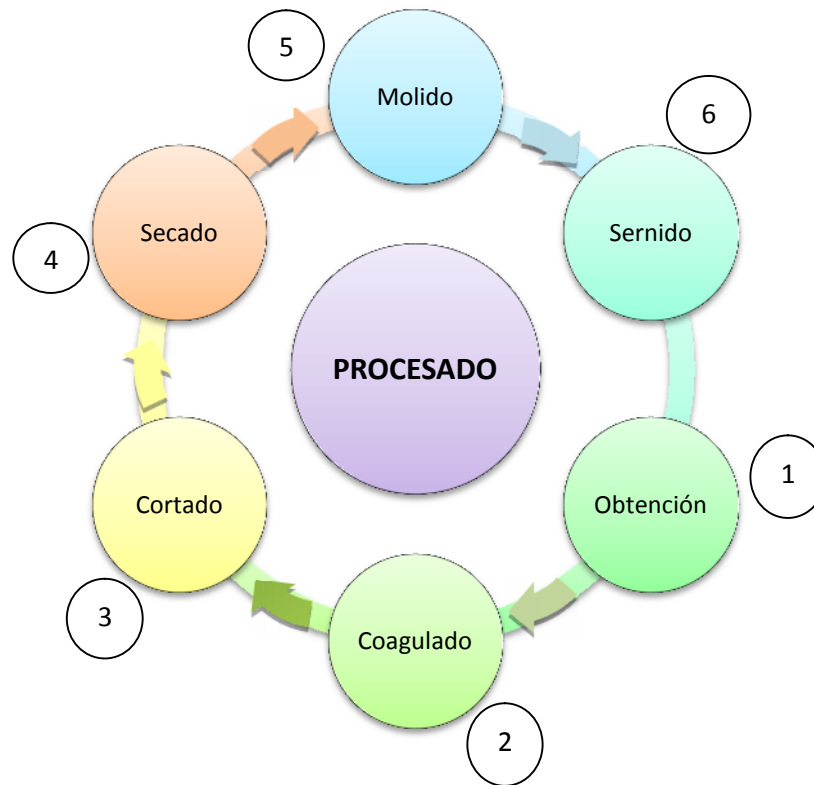 5
Molido
6
Secado
Sernido
4
PROCESADO
1
Cortado
Obtención
3
Coagulado
2